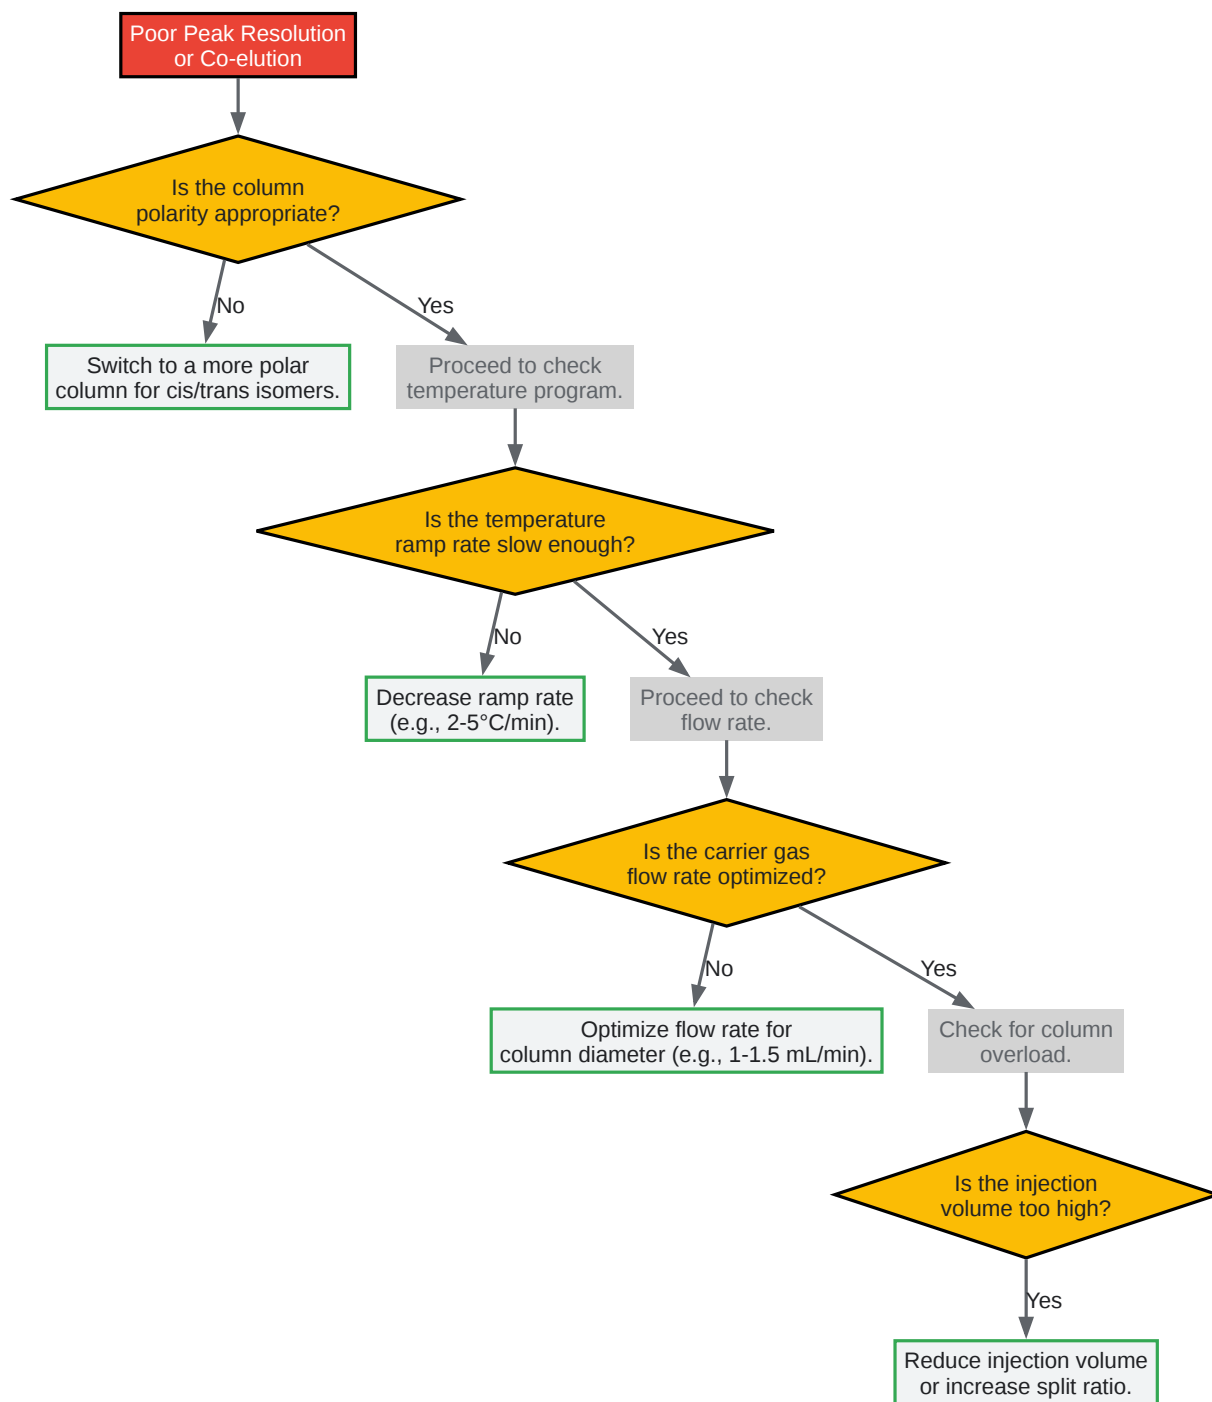 Poor Peak Resolution
or Co-elution
Is the column
polarity appropriate?
No
Yes
Switch to a more polar
column for cis/trans isomers.
Proceed to check
temperature program.
Is the temperature
ramp rate slow enough?
No
Yes
Decrease ramp rate
(e.g., 2-5°C/min).
Proceed to check
flow rate.
Is the carrier gas
flow rate optimized?
No
Yes
Optimize flow rate for
column diameter (e.g., 1-1.5 mL/min).
Check for column
overload.
Is the injection
volume too high?
Yes
Reduce injection volume
or increase split ratio.